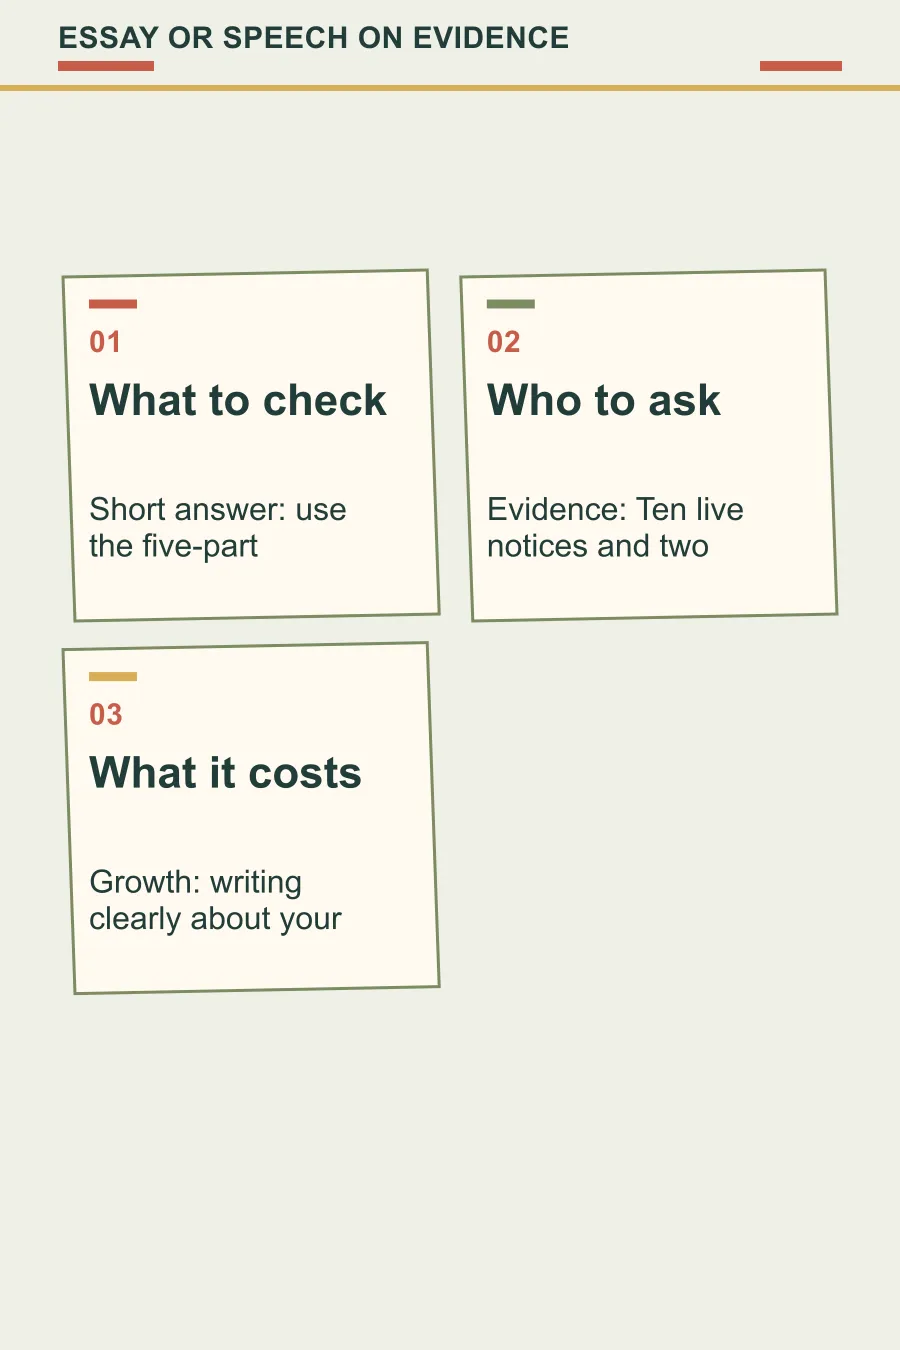 ESSAY OR SPEECH ON EVIDENCE
01
What to check
Short answer: use
the five-part
02
Who to ask
Evidence: Ten live
notices and two
03
What it costs
Growth: writing
clearly about your